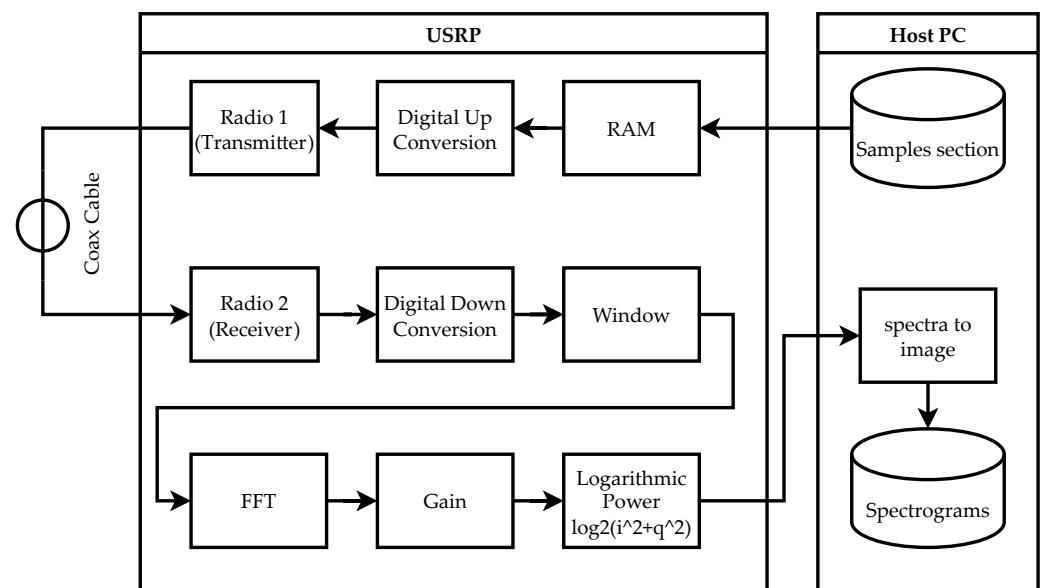 USRP
Host PC
Radio 1
(Transmitter)
Digital Up
Conversion
RAM
Samples section
Coax Cable
Radio 2
(Receiver)
Digital Down
Conversion
Window
spectra to
image
FFT
Gain
Logarithmic
Power
log2(i^2+q^2)
Spectrograms